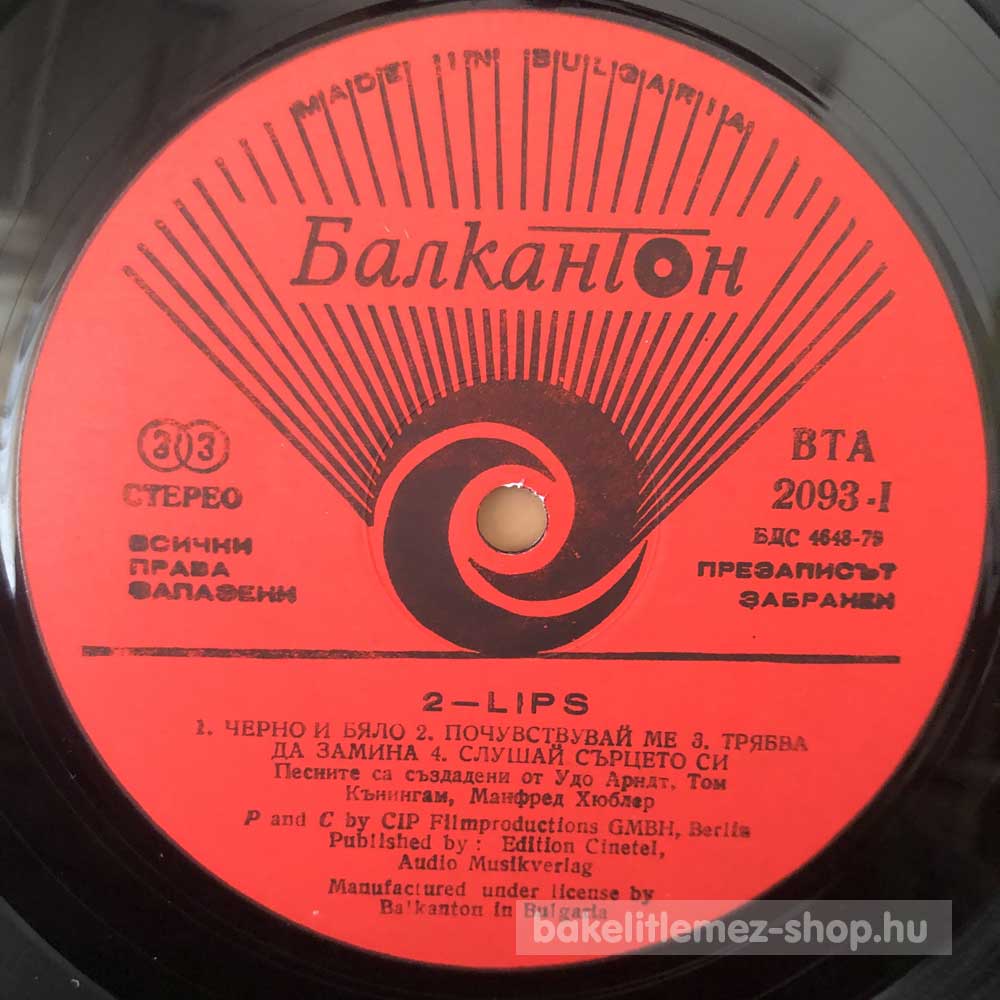 MADE IN BULGARIA
Балкантон
33
СТЕРЕО
ВСИЧКИ
ПРАВА
ЗАПАЗЕНИ
ВТА
2093-I
БДС 4648-79
ПРЕЗАПИСЪТ
ЗАБРАНЕН
2—LIPS
1. ЧЕРНО И БЯЛО 2. ПОЧУВСТВУВАЙ МЕ 3. ТРЯБВА
ДА ЗАМИНА 4. СЛУШАЙ СЪРЦЕТО СИ
Песните са създадени от Удо Арндт, Том
Кънингам, Манфред Хюблер
P and C by CIP Filmproductions GMBH, Berlin
Published by: Edition Cinetel,
Audio Musikverlag
Manufactured under license by
Balkanton in Bulgaria
bakelitlemez-shop.hu